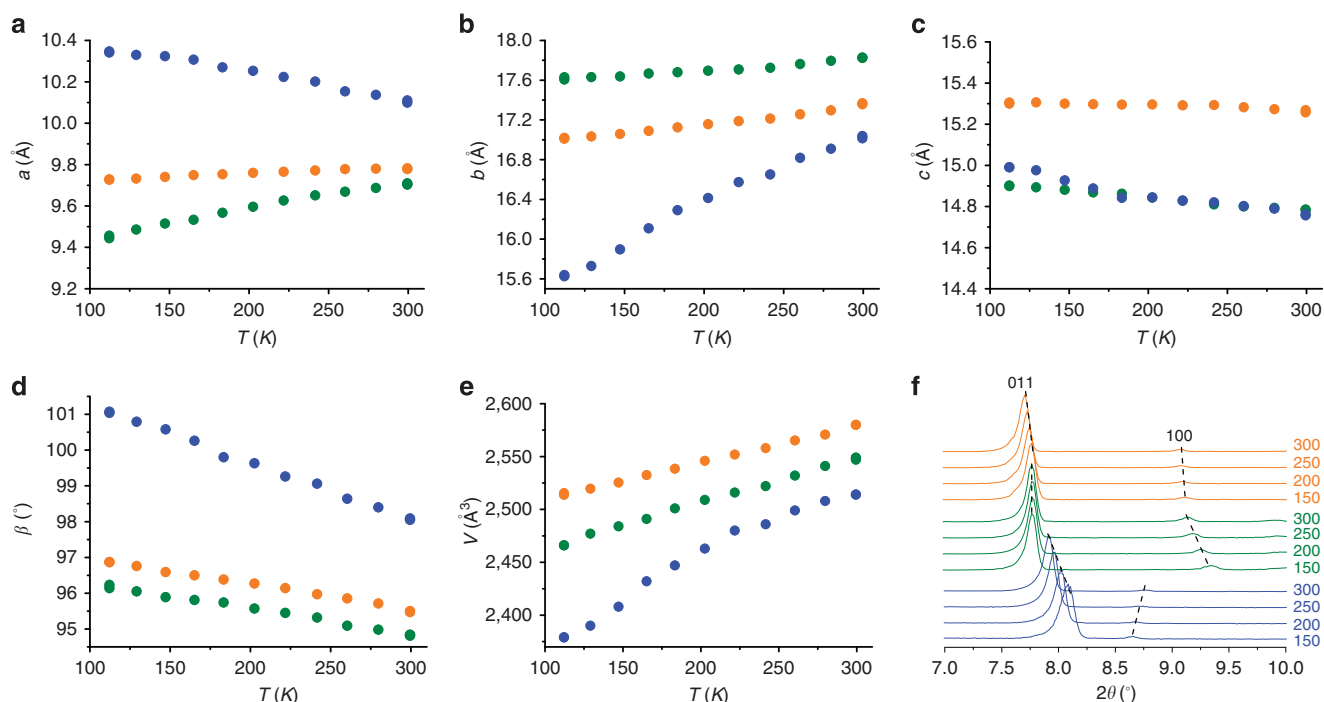 a
10.4
10.2
10.0
9.8
9.6
9.4
9.2
a (Å)
100 150 200 250 300
T (K)
b
18.0
17.6
17.2
16.8
16.4
16.0
15.6
b (Å)
100 150 200 250 300
T (K)
c
15.6
15.4
15.2
15.0
14.8
14.6
14.4
c (Å)
100 150 200 250 300
T (K)
d
101
100
99
98
97
96
95
β (°)
100 150 200 250 300
T (K)
e
2,600
2,550
2,500
2,450
2,400
V (Å³)
100 150 200 250 300
T (K)
f
011
100
300
250
200
150
300
250
200
150
300
250
200
150
7.0 7.5 8.0 8.5 9.0 9.5 10.0
2θ (°)